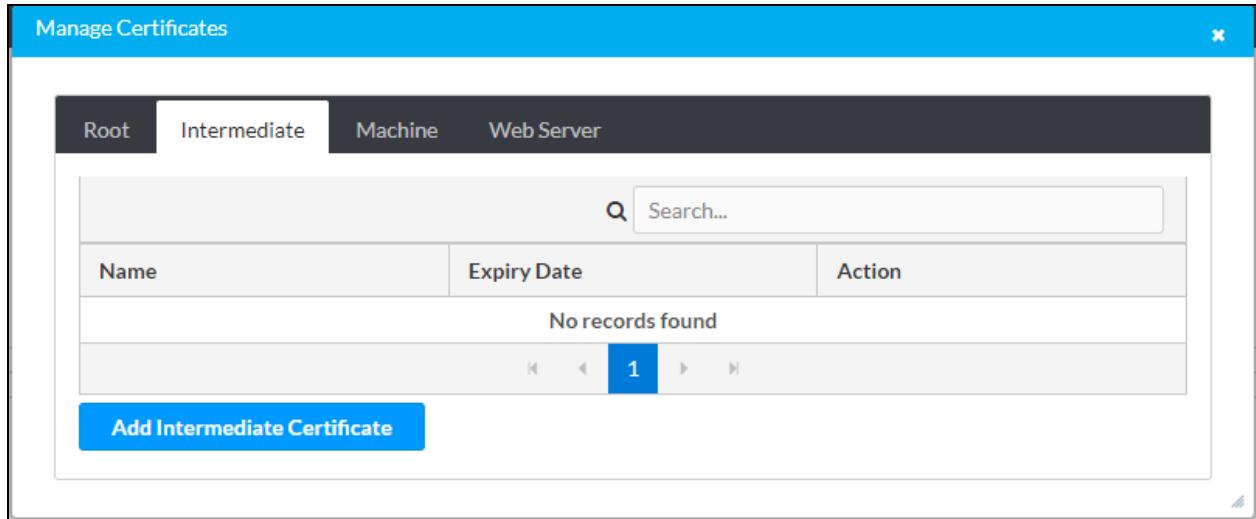 Manage Certificates
Root Intermediate Machine Web Server
Search...
Name Expiry Date Action
No records found
1
Add Intermediate Certificate